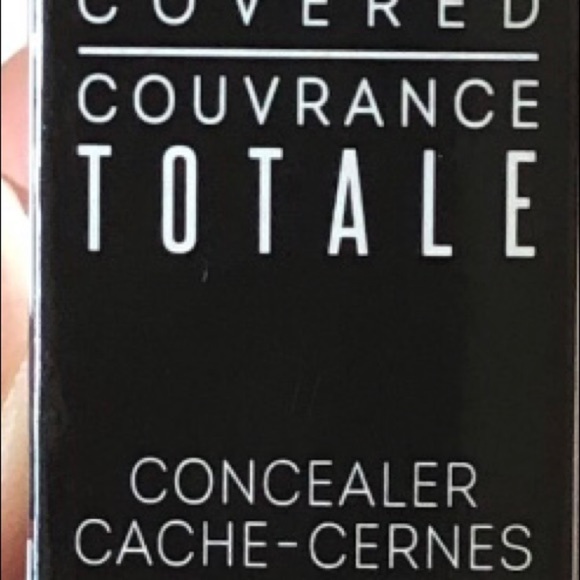 COVERED
COUVRANCE
TOTALE
CONCEALER
CACHE-CERNES